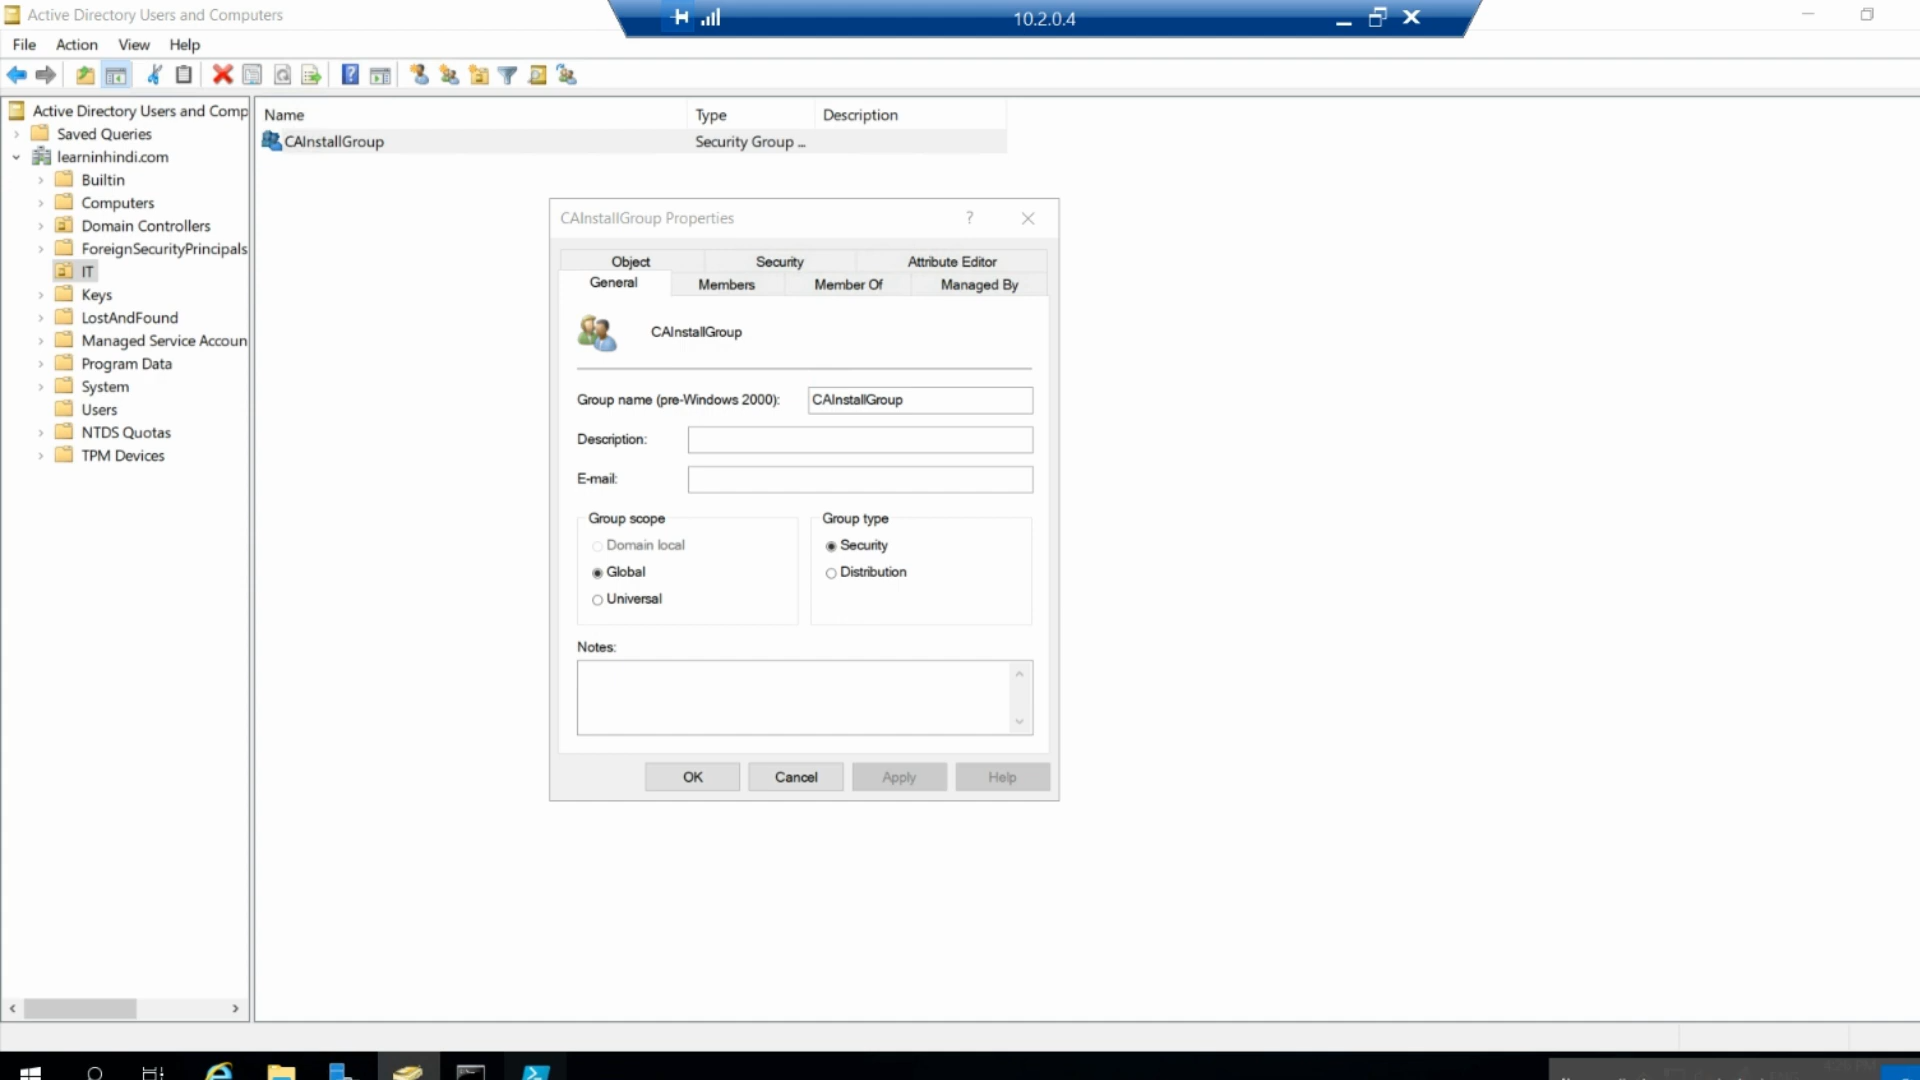 Active Directory Users and Computers
10.2.0.4
File Action View Help
Active Directory Users and Comp
Saved Queries
learninhindi.com
Builtin
Computers
Domain Controllers
ForeignSecurityPrincipals
IT
Keys
LostAndFound
Managed Service Accoun
Program Data
System
Users
NTDS Quotas
TPM Devices
Name Type Description
CAInstallGroup Security Group ...
CAInstallGroup Properties
Object Security Attribute Editor
General Members Member Of Managed By
CAInstallGroup
Group name (pre-Windows 2000): CAInstallGroup
Description:
E-mail:
Group scope
Domain local
Global
Universal
Group type
Security
Distribution
Notes:
OK Cancel Apply Help